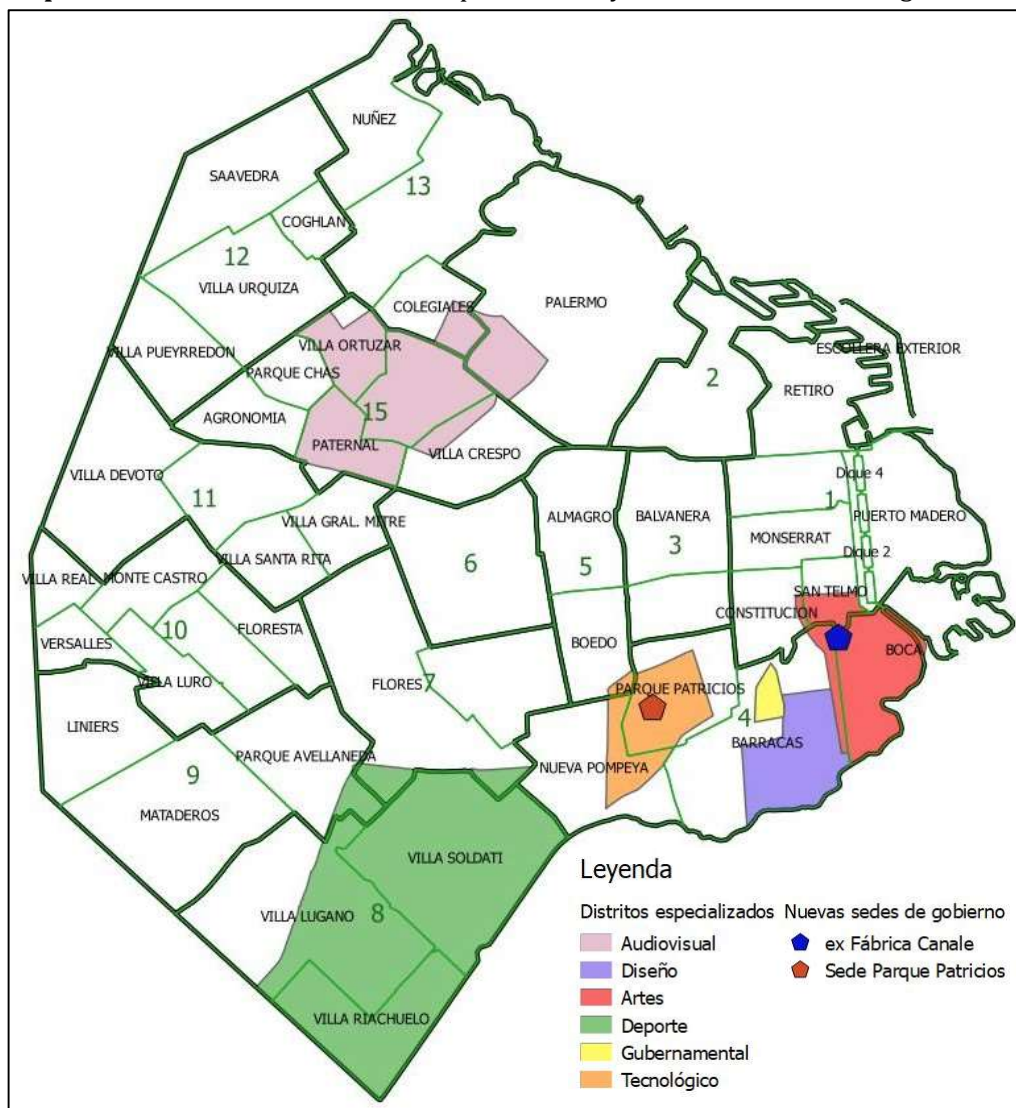 NUÑEZ
SAAVEDRA
13
COGHLAN
12
VILLA URQUIZA
COLEGIALES
PALERMO
VILLA PUEYRREDON
VILLA ORTUZAR
ESCOLLERA EXTERIOR
PARQUE CHAS
2
RETIRO
AGRONOMIA
15
PATERNAL
VILLA CRESPO
VILLA DEVOTO
Dique 4
11
1
ALMAGRO
BALVANERA
PUERTO MADERO
VILLA GRAL. MITRE
MONSERRAT
6
5
3
Dique 2
VILLA SANTA RITA
VILLA REAL
MONTE CASTRO
SAN TELMO
CONSTITUCION
VERSALLES
10
FLORESTA
BOEDO
BOCA
VILLA LURO
FLORES
7
PARQUE PATRICIOS
LINIERS
4
BARRACAS
PARQUE AVELLANEDA
NUEVA POMPEYA
9
MATADEROS
VILLA SOLDATI
VILLA LUGANO
8
VILLA RIACHUELO
Leyenda
Distritos especializados
Audiovisual
Diseño
Artes
Deporte
Gubernamental
Tecnológico
Nuevas sedes de gobierno
ex Fábrica Canale
Sede Parque Patricios